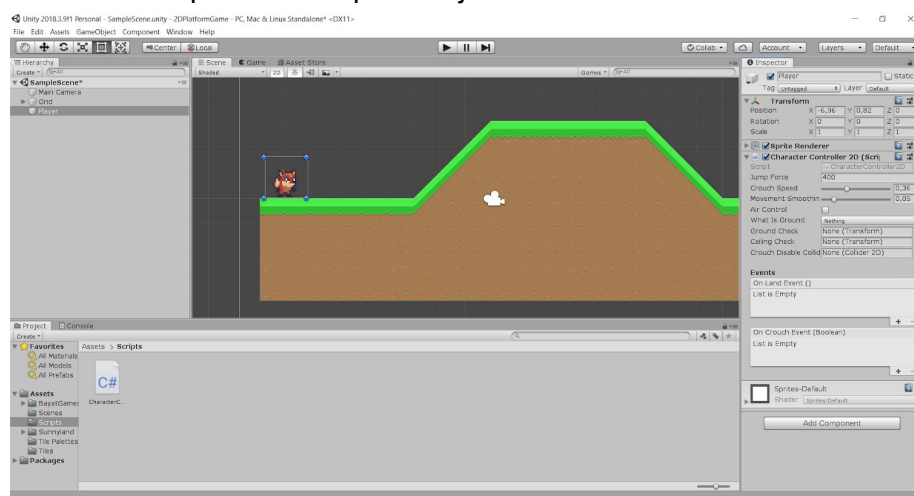 Unity 2018.3.9f1 Personal - SampleScene.unity - 2DPlatformGame - PC, Mac & Linux Standalone* <DX11>
File Edit Assets GameObject Component Window Help
Center Local Collab Account Layers Default
Hierarchy
Create
SampleScene*
Main Camera
Grid
Player
Scene Game Asset Store
Shaded 2D Gizmos
Inspector
Player Static
Tag Untagged Layer Default
Transform
Position X -6,96 Y 0,82 Z 0
Rotation X 0 Y 0 Z 0
Scale X 1 Y 1 Z 1
Sprite Renderer
Character Controller 2D (Scri
Script CharacterController2D
Jump Force 400
Crouch Speed 0,36
Movement Smoothin 0,05
Air Control
What Is Ground Nothing
Ground Check None (Transform)
Ceiling Check None (Transform)
Crouch Disable Collid None (Collider 2D)
Events
On Land Event ()
List is Empty
+ -
On Crouch Event (Boolean)
List is Empty
+ -
Sprites-Default
Shader Sprites/Default
Add Component
Project Console
Create
Favorites
All Materials
All Models
All Prefabs
Assets
BayatGame
Scenes
Scripts
Sunnyland
Tile Palettes
Tiles
Packages
Assets > Scripts
C#
CharacterC...